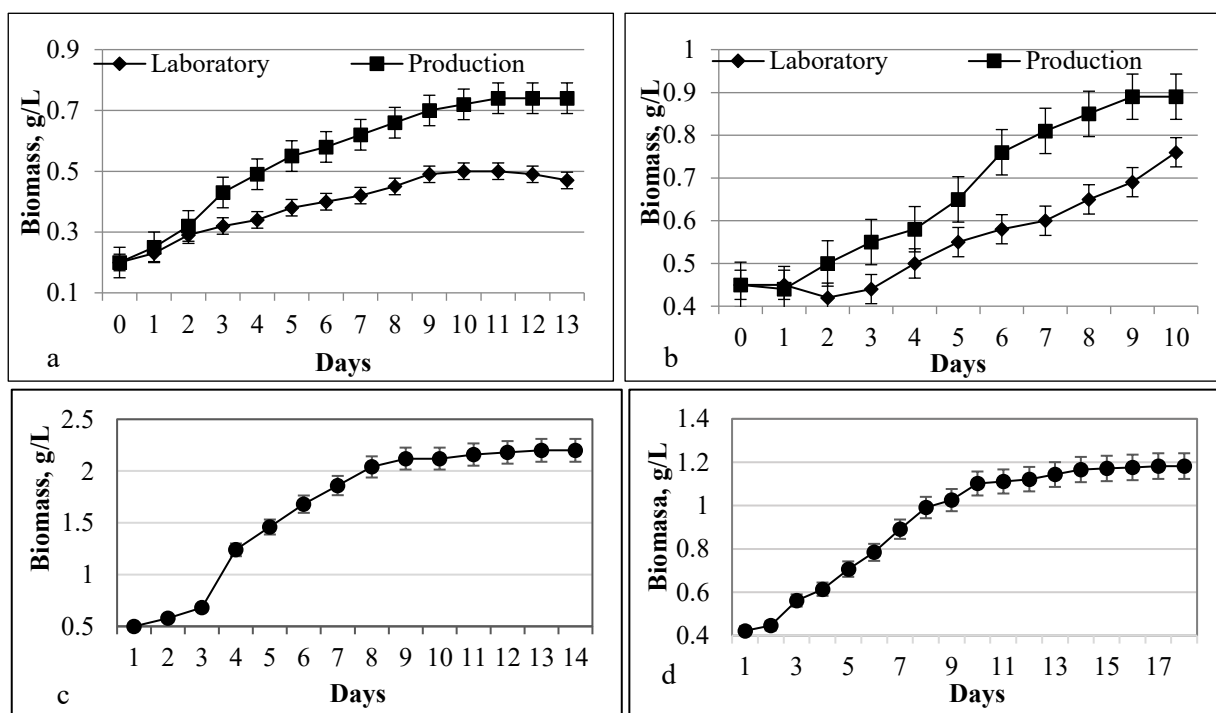 0.9
0.7
0.5
0.3
0.1
Biomass, g/L
Laboratory Production
0 1 2 3 4 5 6 7 8 9 10 11 12 13
a
Days
1
0.9
0.8
0.7
0.6
0.5
0.4
Biomass, g/L
Laboratory Production
0 1 2 3 4 5 6 7 8 9 10
b
Days
2.5
2
1.5
1
0.5
Biomass, g/L
1 2 3 4 5 6 7 8 9 10 11 12 13 14
c
Days
1.4
1.2
1
0.8
0.6
0.4
Biomasa, g/L
1 3 5 7 9 11 13 15 17
d
Days